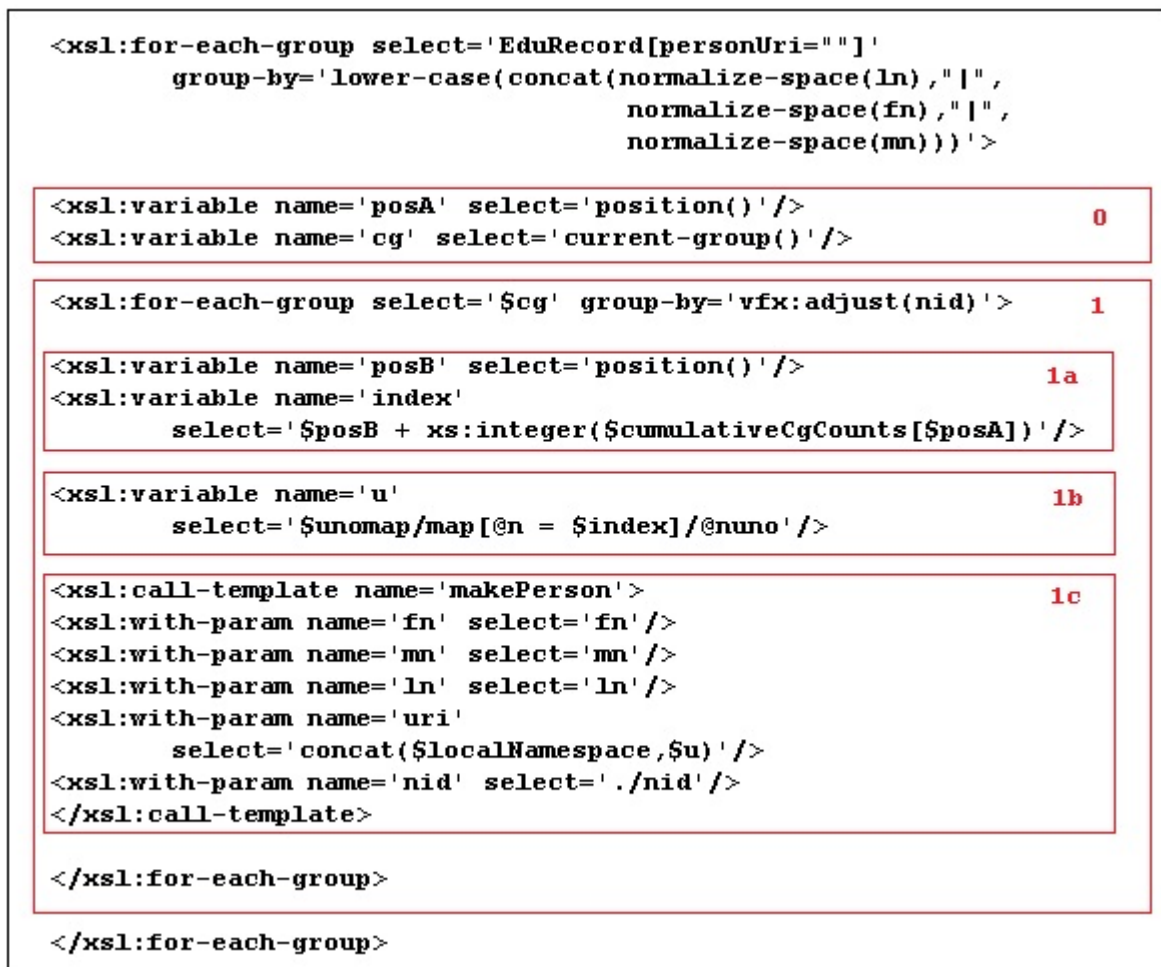 <xsl:for-each-group select='EduRecord[personUri=""]'
group-by='lower-case(concat(normalize-space(ln),"|",
normalize-space(fn),"|",
normalize-space(mn)))'>
<xsl:variable name='posA' select='position()'/>
0
<xsl:variable name='cg' select='current-group()'/>
<xsl:for-each-group select='$cg' group-by='vfx:adjust(nid)'> 1
<xsl:variable name='posB' select='position()'/>
1a
<xsl:variable name='index'
select='$posB + xs:integer($cumulativeCgCounts[$posA])'/>
<xsl:variable name='u' 1b
select='$unomap/map[@n = $index]/@nuno'/>
<xsl:call-template name='makePerson'> 1c
<xsl:with-param name='fn' select='fn'/>
<xsl:with-param name='mn' select='mn'/>
<xsl:with-param name='ln' select='ln'/>
<xsl:with-param name='uri'
select='concat($localNamespace,$u)'/>
<xsl:with-param name='nid' select='./nid'/>
</xsl:call-template>
</xsl:for-each-group>
</xsl:for-each-group>